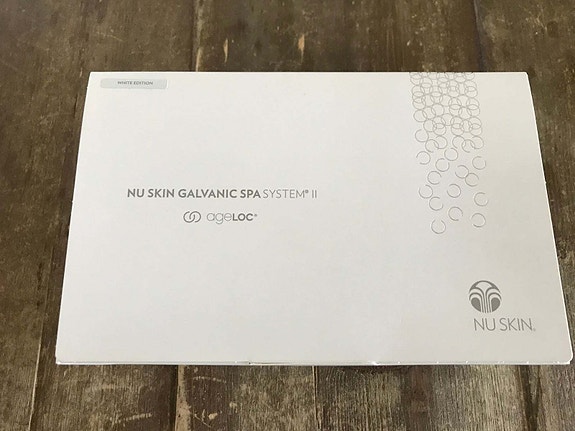 WHITE EDITION
NU SKIN GALVANIC SPA SYSTEM® II
ageLOC®
NU SKIN®